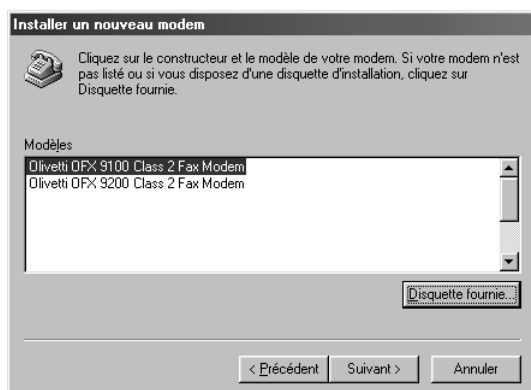 Installer un nouveau modem
Cliquez sur le constructeur et le modèle de votre modem. Si votre modem n'est
pas listé ou si vous disposez d'une disquette d'installation, cliquez sur
Disquette fournie.
Modèles
Olivetti OFX 9100 Class 2 Fax Modem
Olivetti OFX 9200 Class 2 Fax Modem
Disquette fournie...
< Précédent
Suivant >
Annuler